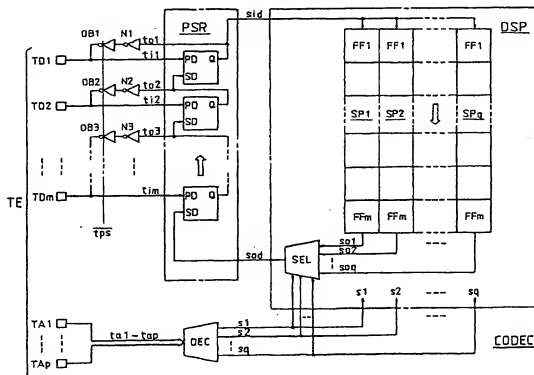 OB1 N1 to1 PSR sid DSP
TD1 ti1 PD Q
SD
FF1 FF1 FF1
OB2 N2 to2
TD2 ti2 PD Q
SD
OB3 N3 to3
SP1 SP2 SPq
TE
TDm tim PD Q
SD
tps
FFm FFm FFm
sod SEL so1
so2
soq
TA1 ta1-tap DEC s1 s1 s2 sq
s2
sq
TAp
CODEC